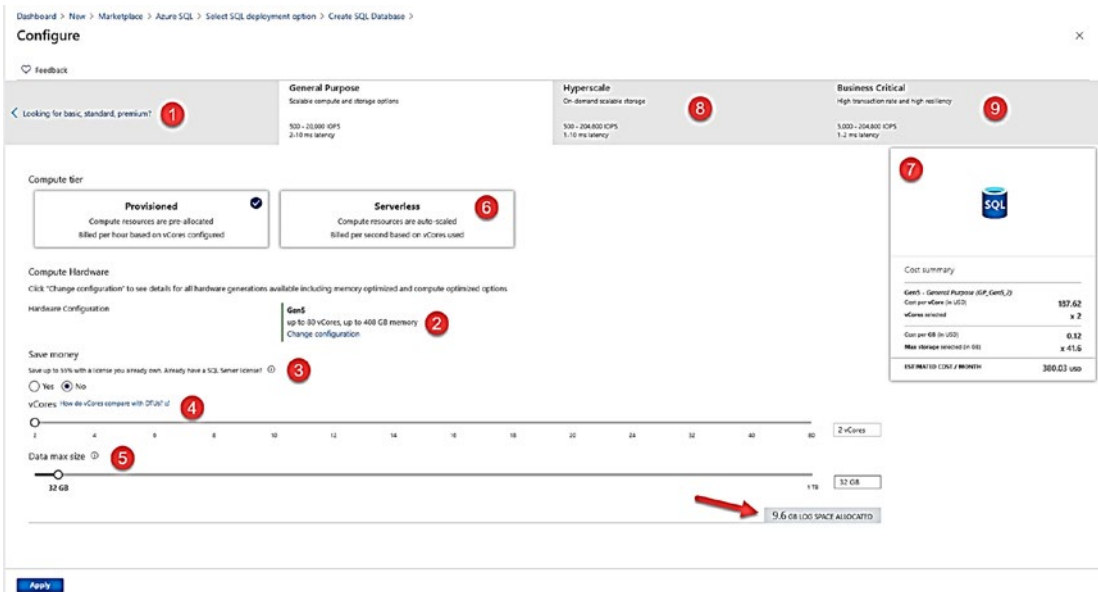 Dashboard > New > Marketplace > Azure SQL > Select SQL deployment option > Create SQL Database >
Configure
Feedback
Looking for basic, standard, premium?
1
General Purpose
Scalable compute and storage options
500 - 20,000 IOPS
2-10 ms latency
Hyperscale
On-demand scalable storage
500 - 204,800 IOPS
1-10 ms latency
8
Business Critical
High transaction rate and high resiliency
5,000 - 204,800 IOPS
1-2 ms latency
9
Compute tier
Provisioned
Compute resources are pre-allocated
Billed per hour based on vCores configured
Serverless
Compute resources are auto-scaled
Billed per second based on vCores used
6
Compute Hardware
Click "Change configuration" to see details for all hardware generations available including memory optimized and compute optimized options
Hardware Configuration
Gen5
up to 80 vCores, up to 408 GB memory
Change configuration
2
Save money
Save up to 55% with a license you already own. Already have a SQL Server license?
3
Yes No
vCores How do vCores compare with DTUs?
4
2 4 6 8 10 12 14 16 18 20 24 32 40 80
2 vCores
Data max size
5
32 GB 1 TB
32 GB
9.6 GB LOG SPACE ALLOCATED
Apply
7
SQL
Cost summary
Gen5 - General Purpose (GP_Gen5_2)
Cost per vCore (in USD) 187.62
vCores selected x 2
Cost per GB (in USD) 0.12
Max storage selected (in GB) x 41.6
ESTIMATED COST / MONTH 380.03 USD